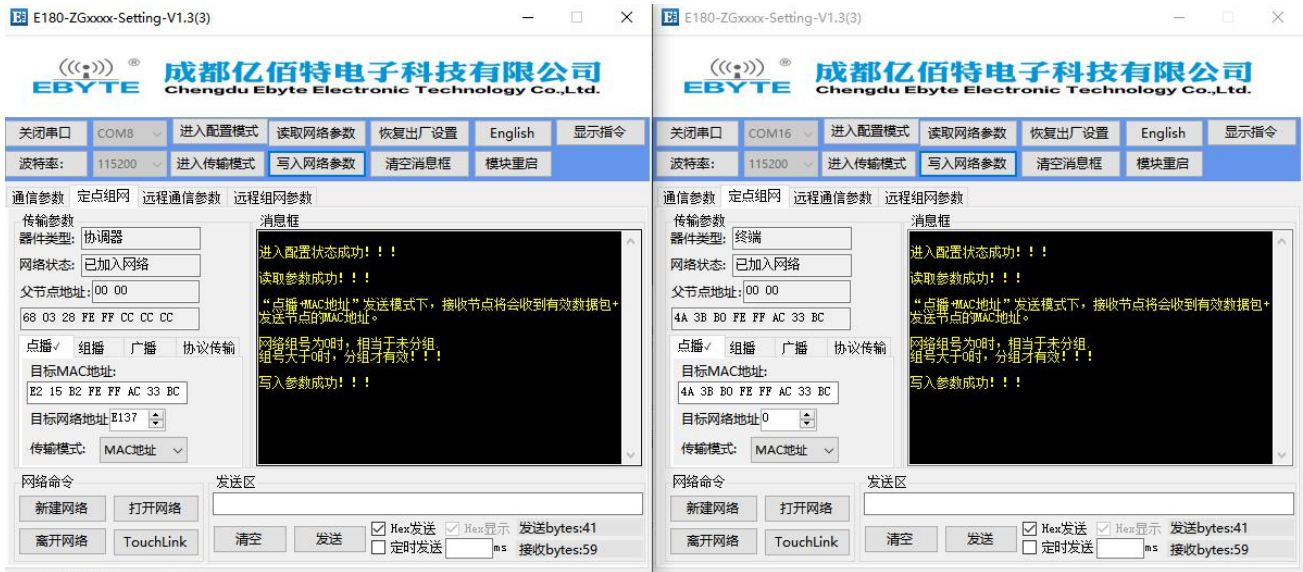 E180-ZGxxxx-Setting-V1.3(3)
EBYTE ®
成都亿佰特电子科技有限公司
Chengdu Ebyte Electronic Technology Co.,Ltd.
关闭串口 COM8 进入配置模式 读取网络参数 恢复出厂设置 English 显示指令
波特率: 115200 进入传输模式 写入网络参数 清空消息框 模块重启
通信参数 定点组网 远程通信参数 远程组网参数
传输参数 消息框
器件类型: 协调器
网络状态: 已加入网络
父节点地址: 00 00
68 03 28 FE FF CC CC CC
点播✓ 组播 广播 协议传输
目标MAC地址:
E2 15 B2 FE FF AC 33 BC
目标网络地址 E137
传输模式: MAC地址
进入配置状态成功!!!
读取参数成功!!!
“点播+MAC地址”发送模式下，接收节点将会收到有效数据包+
发送节点的MAC地址。
网络组号为0时，相当于未分组.
组号大于0时，分组才有效!!!
写入参数成功!!!
网络命令 发送区
新建网络 打开网络
离开网络 TouchLink 清空 发送
Hex发送 Hex显示 发送bytes:41
定时发送 ms 接收bytes:59
E180-ZGxxxx-Setting-V1.3(3)
EBYTE ®
成都亿佰特电子科技有限公司
Chengdu Ebyte Electronic Technology Co.,Ltd.
关闭串口 COM16 进入配置模式 读取网络参数 恢复出厂设置 English 显示指令
波特率: 115200 进入传输模式 写入网络参数 清空消息框 模块重启
通信参数 定点组网 远程通信参数 远程组网参数
传输参数 消息框
器件类型: 终端
网络状态: 已加入网络
父节点地址: 00 00
4A 3B B0 FE FF AC 33 BC
点播✓ 组播 广播 协议传输
目标MAC地址:
4A 3B B0 FE FF AC 33 BC
目标网络地址 0
传输模式: MAC地址
进入配置状态成功!!!
读取参数成功!!!
“点播+MAC地址”发送模式下，接收节点将会收到有效数据包+
发送节点的MAC地址。
网络组号为0时，相当于未分组.
组号大于0时，分组才有效!!!
写入参数成功!!!
网络命令 发送区
新建网络 打开网络
离开网络 TouchLink 清空 发送
Hex发送 Hex显示 发送bytes:41
定时发送 ms 接收bytes:59